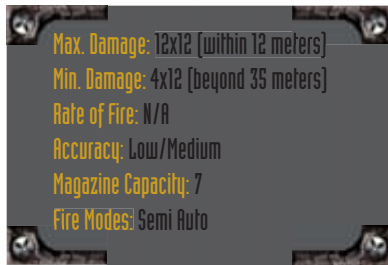 Max. Damage: 12x12 (within 12 meters)
Min. Damage: 4x12 (beyond 35 meters)
Rate of Fire: N/A
Accuracy: Low/Medium
Magazine Capacity: 7
Fire Modes: Semi Auto